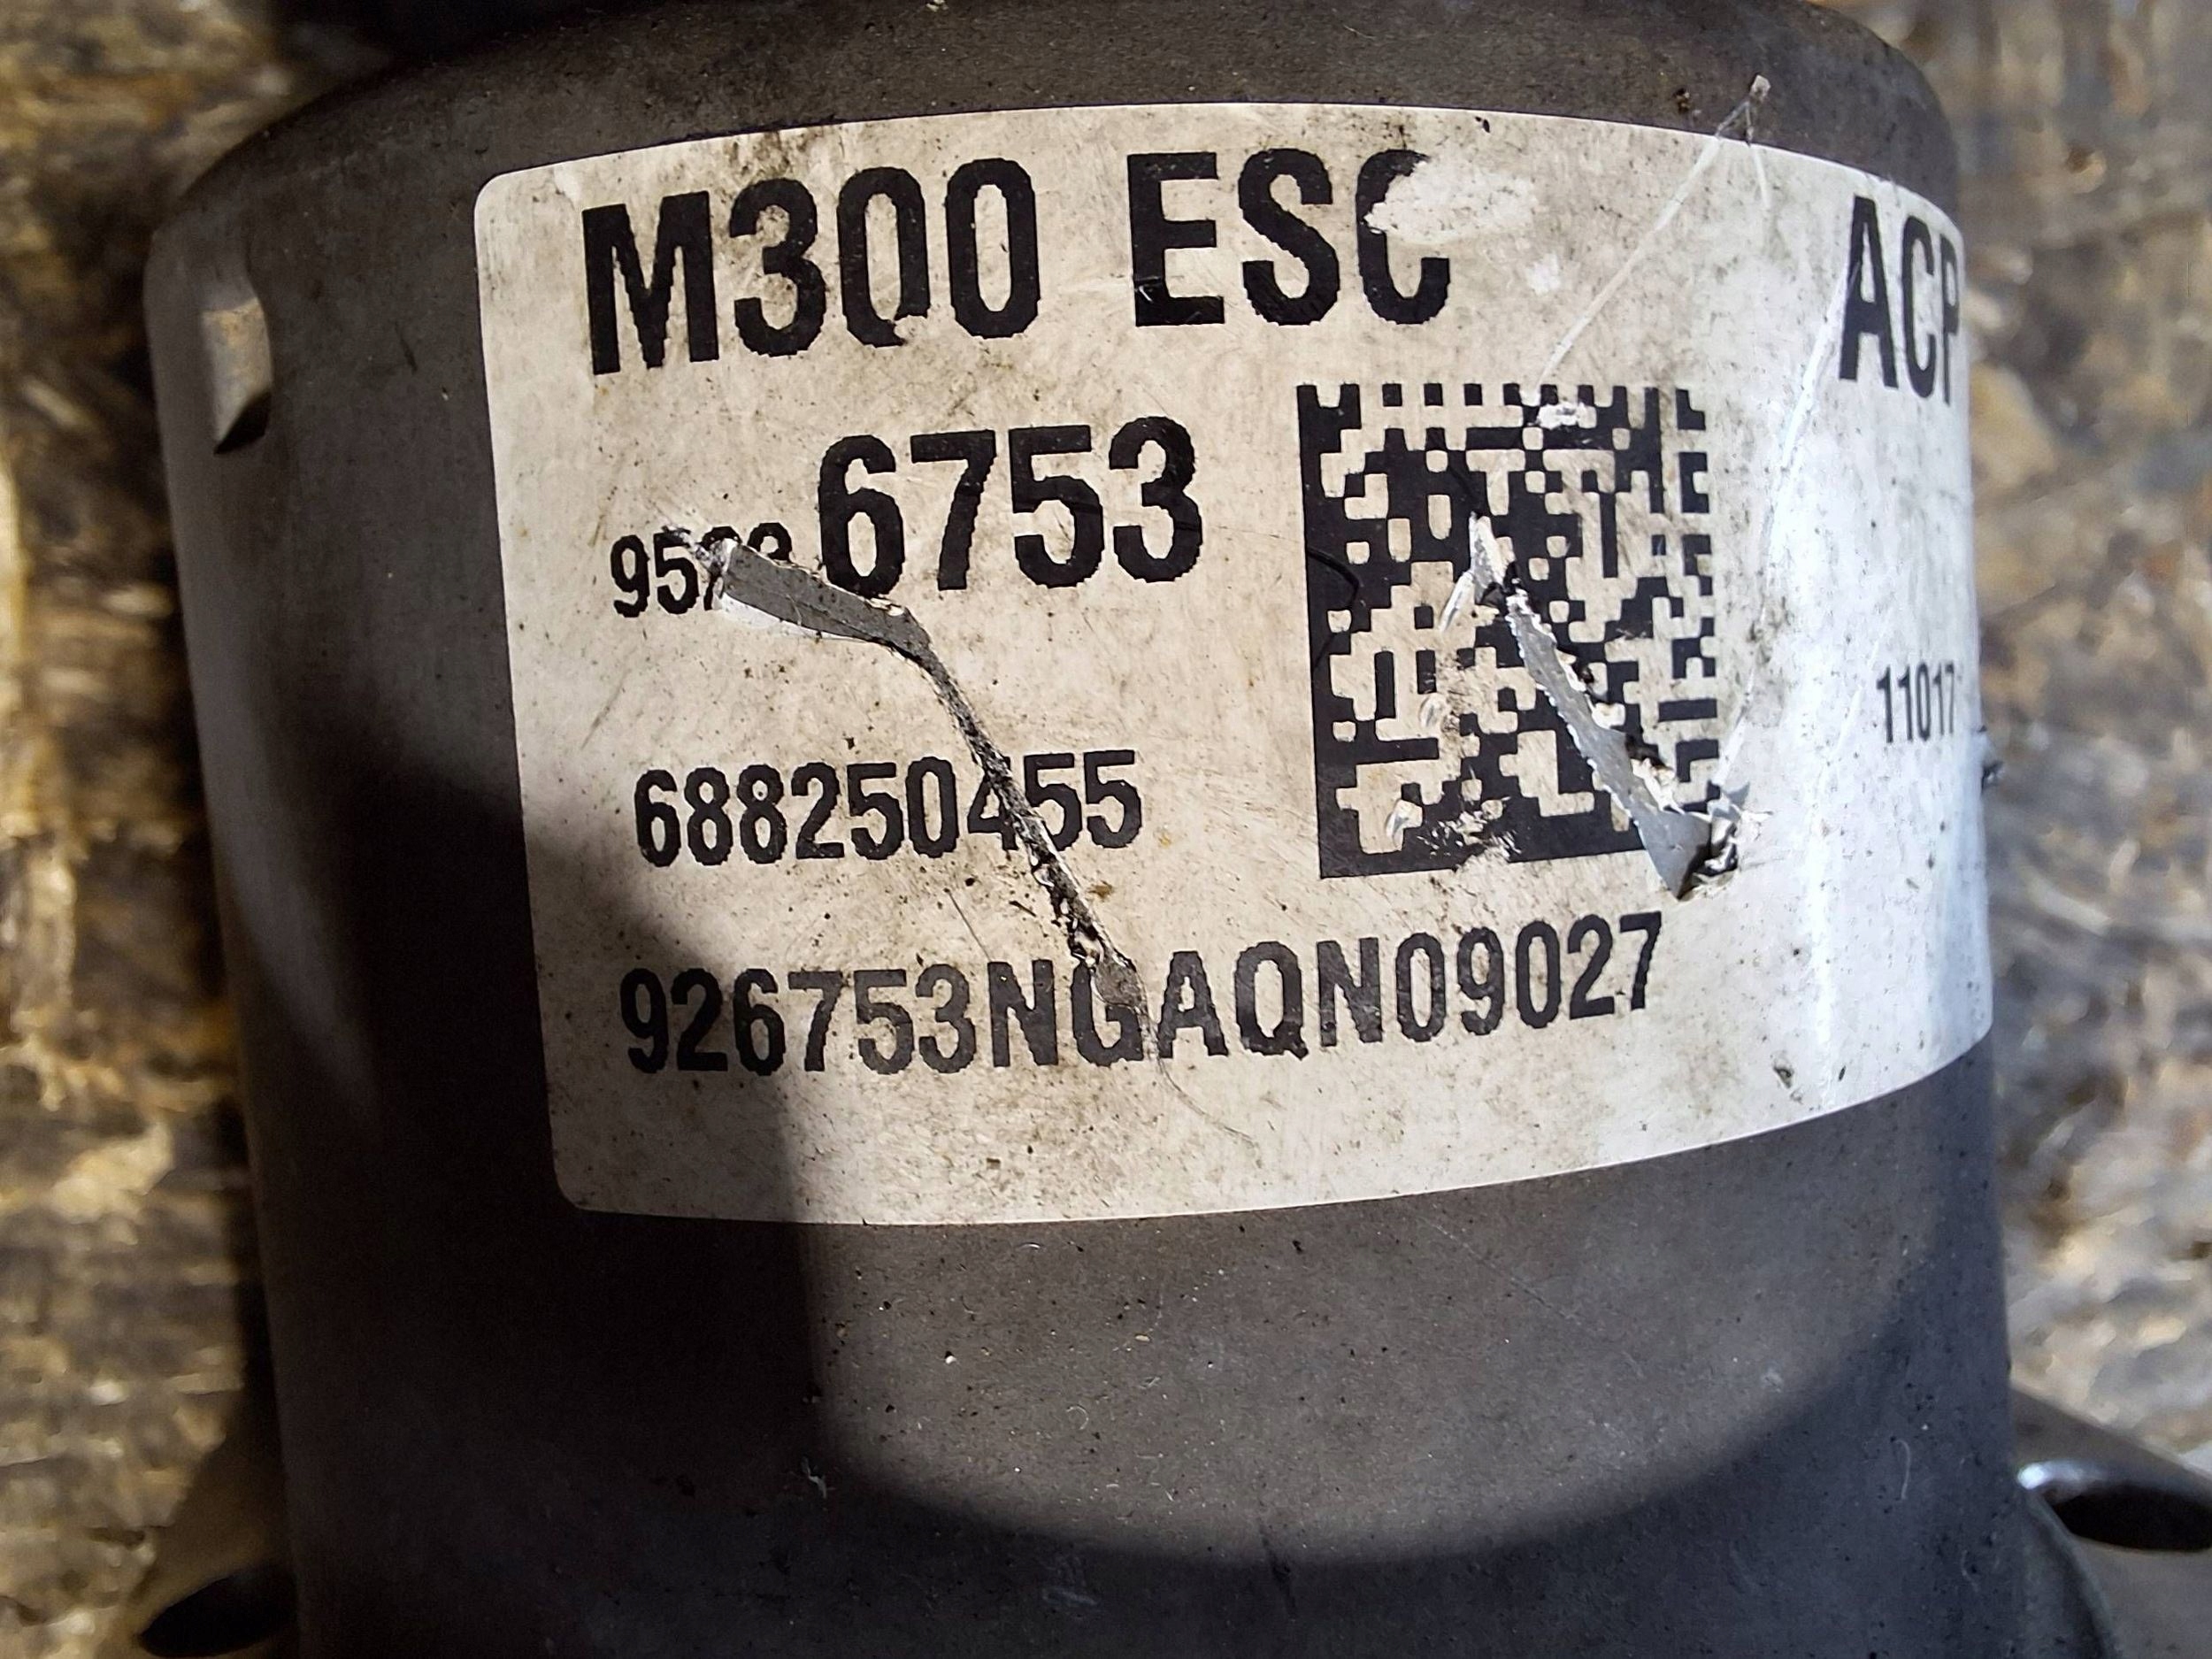 M300 ESC
ACP
6753
11017
688250455
926753NGAQN09027